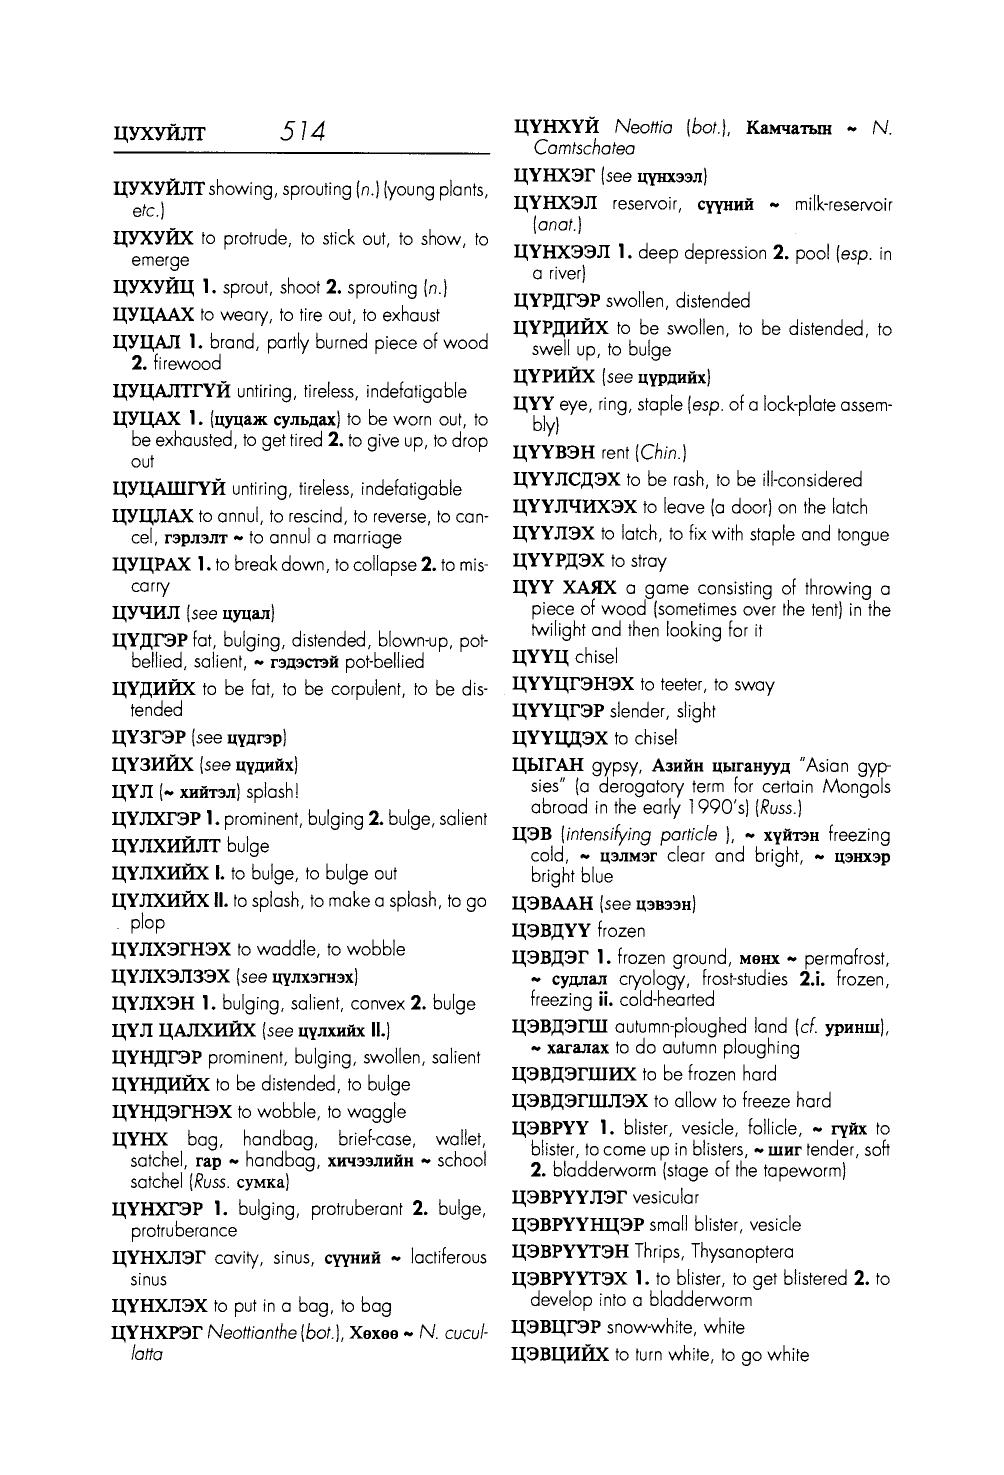 ЦУХУЙЛТ 514
ЦУХУЙЛТ showing, sprouting (n.) (young plants,
etc.)
ЦУХУЙХ to protrude, to stick out, to show, to
emerge
ЦУХУЙЦ 1. sprout, shoot 2. sprouting (n.)
ЦУЦААХ to weary, to tire out, to exhaust
ЦУЦАЛ 1. brand, partly burned piece of wood
2. firewood
ЦУЦАЛТГҮЙ untiring, tireless, indefatigable
ЦУЦАХ 1. (цуцаж сульдах) to be worn out, to
be exhausted, to get tired 2. to give up, to drop
out
ЦУЦАШГҮЙ untiring, tireless, indefatigable
ЦУЦЛАХ to annul, to rescind, to reverse, to can-
cel, гэрлэлт ~ to annul a marriage
ЦУЦРАХ 1. to break down, to collapse 2. to mis-
carry
ЦУЧИЛ (see цуцал)
ЦҮДГЭР fat, bulging, distended, blown-up, pot-
bellied, salient, ~ гэдэстэй pot-bellied
ЦҮДИЙХ to be fat, to be corpulent, to be dis-
tended
ЦҮЗГЭР (see цүдгэр)
ЦҮЗИЙХ (see цүдийх)
ЦҮЛ (~ хийтэл) splash!
ЦҮЛХГЭР 1. prominent, bulging 2. bulge, salient
ЦҮЛХИЙЛТ bulge
ЦҮЛХИЙХ I. to bulge, to bulge out
ЦҮЛХИЙХ II. to splash, to make a splash, to go
plop
ЦҮЛХЭГНЭХ to waddle, to wobble
ЦҮЛХЭЛЗЭХ (see цүлхэгнэх)
ЦҮЛХЭН 1. bulging, salient, convex 2. bulge
ЦҮЛ ЦАЛХИЙХ (see цүлхийх II.)
ЦҮНДГЭР prominent, bulging, swollen, salient
ЦҮНДИЙХ to be distended, to bulge
ЦҮНДЭГНЭХ to wobble, to waggle
ЦҮНХ bag, handbag, brief-case, wallet,
satchel, гар ~ handbag, хичээлийн ~ school
satchel (Russ. сумка)
ЦҮНХГЭР 1. bulging, protruberant 2. bulge,
protruberance
ЦҮНХЛЭГ cavity, sinus, сүүний ~ lactiferous
sinus
ЦҮНХЛЭХ to put in a bag, to bag
ЦҮНХРЭГ Neottianthe (bot.), Хөхөө ~ N. cucul-
latta
ЦҮНХҮЙ Neottia (bot.), Камчатын ~ N.
Camtschatea
ЦҮНХЭГ (see цүнхээл)
ЦҮНХЭЛ reservoir, сүүний ~ milk-reservoir
(anat.)
ЦҮНХЭЭЛ 1. deep depression 2. pool (esp. in
a river)
ЦҮРДГЭР swollen, distended
ЦҮРДИЙХ to be swollen, to be distended, to
swell up, to bulge
ЦҮРИЙХ (see цүрдийх)
ЦҮҮ eye, ring, staple (esp. of a lock-plate assem-
bly)
ЦҮҮВЭН rent (Chin.)
ЦҮҮЛСДЭХ to be rash, to be ill-considered
ЦҮҮЛЧИХЭХ to leave (a door) on the latch
ЦҮҮЛЭХ to latch, to fix with staple and tongue
ЦҮҮРДЭХ to stray
ЦҮҮ ХАЯХ a game consisting of throwing a
piece of wood (sometimes over the tent) in the
twilight and then looking for it
ЦҮҮЦ chisel
ЦҮҮЦГЭНЭХ to teeter, to sway
ЦҮҮЦГЭР slender, slight
ЦҮҮЦДЭХ to chisel
ЦЫГАН gypsy, Азийн цыганууд "Asian gyp-
sies" (a derogatory term for certain Mongols
abroad in the early 1990's) (Russ.)
ЦЭВ (intensifying particle ), ~ хүйтэн freezing
cold, ~ цэлмэг clear and bright, ~ цэнхэр
bright blue
ЦЭВААН (see цэвээн)
ЦЭВДҮҮ frozen
ЦЭВДЭГ 1. frozen ground, мөнх ~ permafrost,
~ судлал cryology, frost-studies 2.i. frozen,
freezing ii. cold-hearted
ЦЭВДЭГШ autumn-ploughed land (cf. уринш),
~ хагалах to do autumn ploughing
ЦЭВДЭГШИХ to be frozen hard
ЦЭВДЭГШЛЭХ to allow to freeze hard
ЦЭВРҮҮ 1. blister, vesicle, follicle, ~ гүйх to
blister, to come up in blisters, ~ шиг tender, soft
2. bladderworm (stage of the tapeworm)
ЦЭВРҮҮЛЭГ vesicular
ЦЭВРҮҮНЦЭР small blister, vesicle
ЦЭВРҮҮТЭН Thrips, Thysanoptera
ЦЭВРҮҮТЭХ 1. to blister, to get blistered 2. to
develop into a bladderworm
ЦЭВЦГЭР snow-white, white
ЦЭВЦИЙХ to turn white, to go white